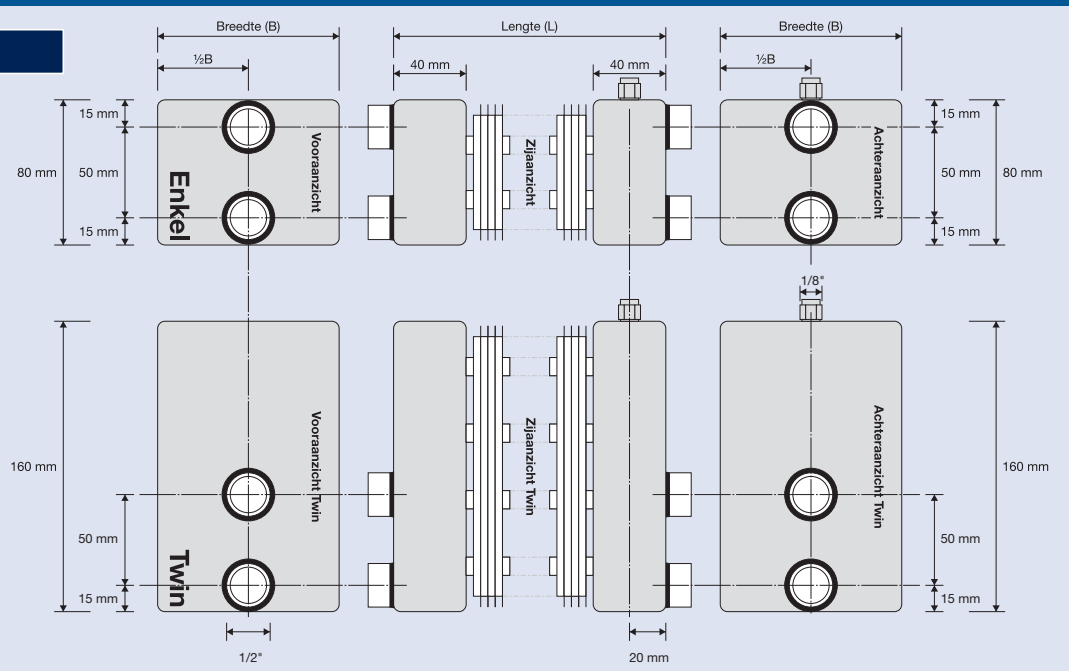 Breedte (B)
Lengte (L)
Breedte (B)
½B
40 mm
40 mm
½B
15 mm
50 mm
80 mm
15 mm
Enkel
Vooraanzicht
Zijaanzicht
Achteraanzicht
15 mm
50 mm
80 mm
15 mm
1/8"
160 mm
50 mm
15 mm
Twin
Vooraanzicht Twin
Zijaanzicht Twin
Achteraanzicht Twin
160 mm
50 mm
15 mm
1/2"
20 mm